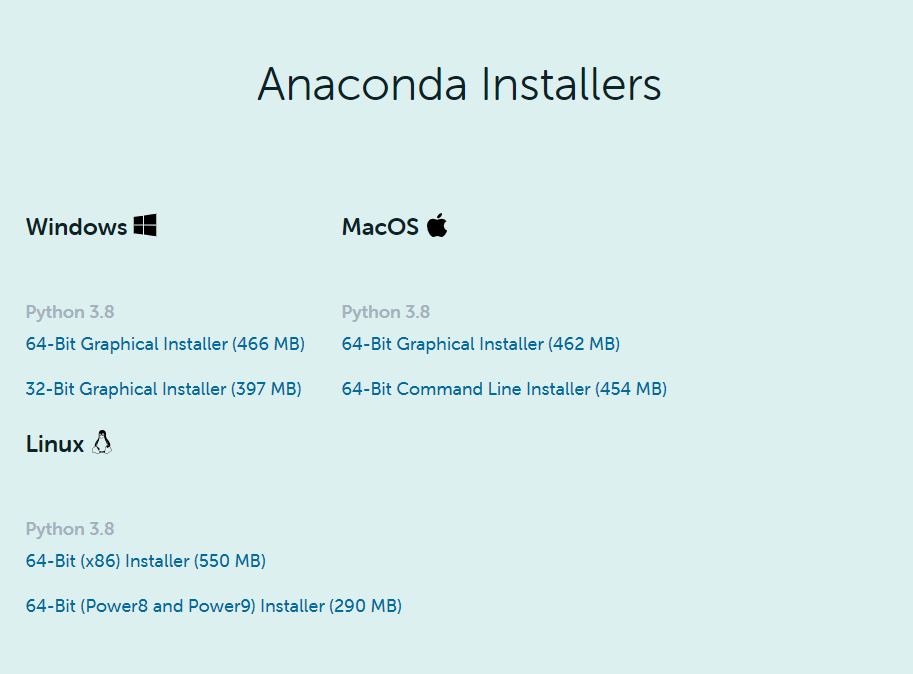 Anaconda Installers
Windows
Python 3.8
64-Bit Graphical Installer (466 MB)
32-Bit Graphical Installer (397 MB)
MacOS
Python 3.8
64-Bit Graphical Installer (462 MB)
64-Bit Command Line Installer (454 MB)
Linux
Python 3.8
64-Bit (x86) Installer (550 MB)
64-Bit (Power8 and Power9) Installer (290 MB)